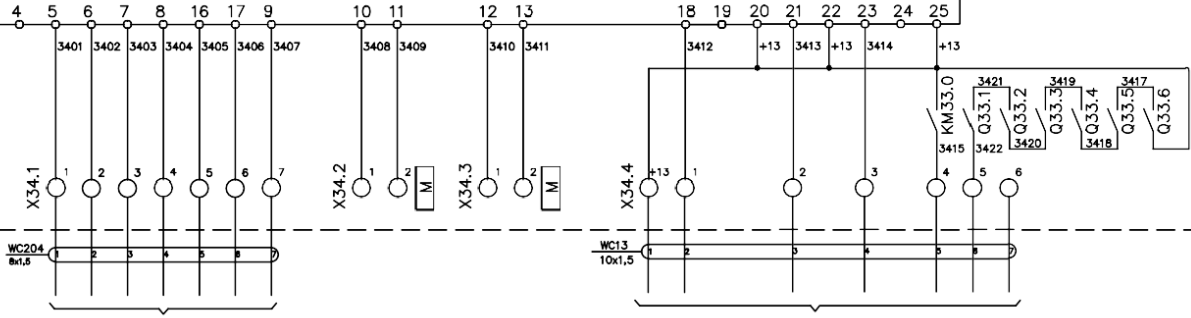 4 5 6 7 8 16 17 9 10 11 12 13 18 19 20 21 22 23 24 25
3401 3402 3403 3404 3405 3406 3407 3408 3409 3410 3411 3412 +13 3413 +13 3414 +13
3421 3419 3417
KM33.0 Q33.1 Q33.2 Q33.3 Q33.4 Q33.5 Q33.6
3415 3422 3420 3418
X34.1 1 2 3 4 5 6 7
X34.2 1 2 M
X34.3 1 2 M
X34.4 +13 1 2 3 4 5 6
WC204 1 2 3 4 5 6 7
8x1,5
WC13 1 2 3 4 5 6 7
10x1,5